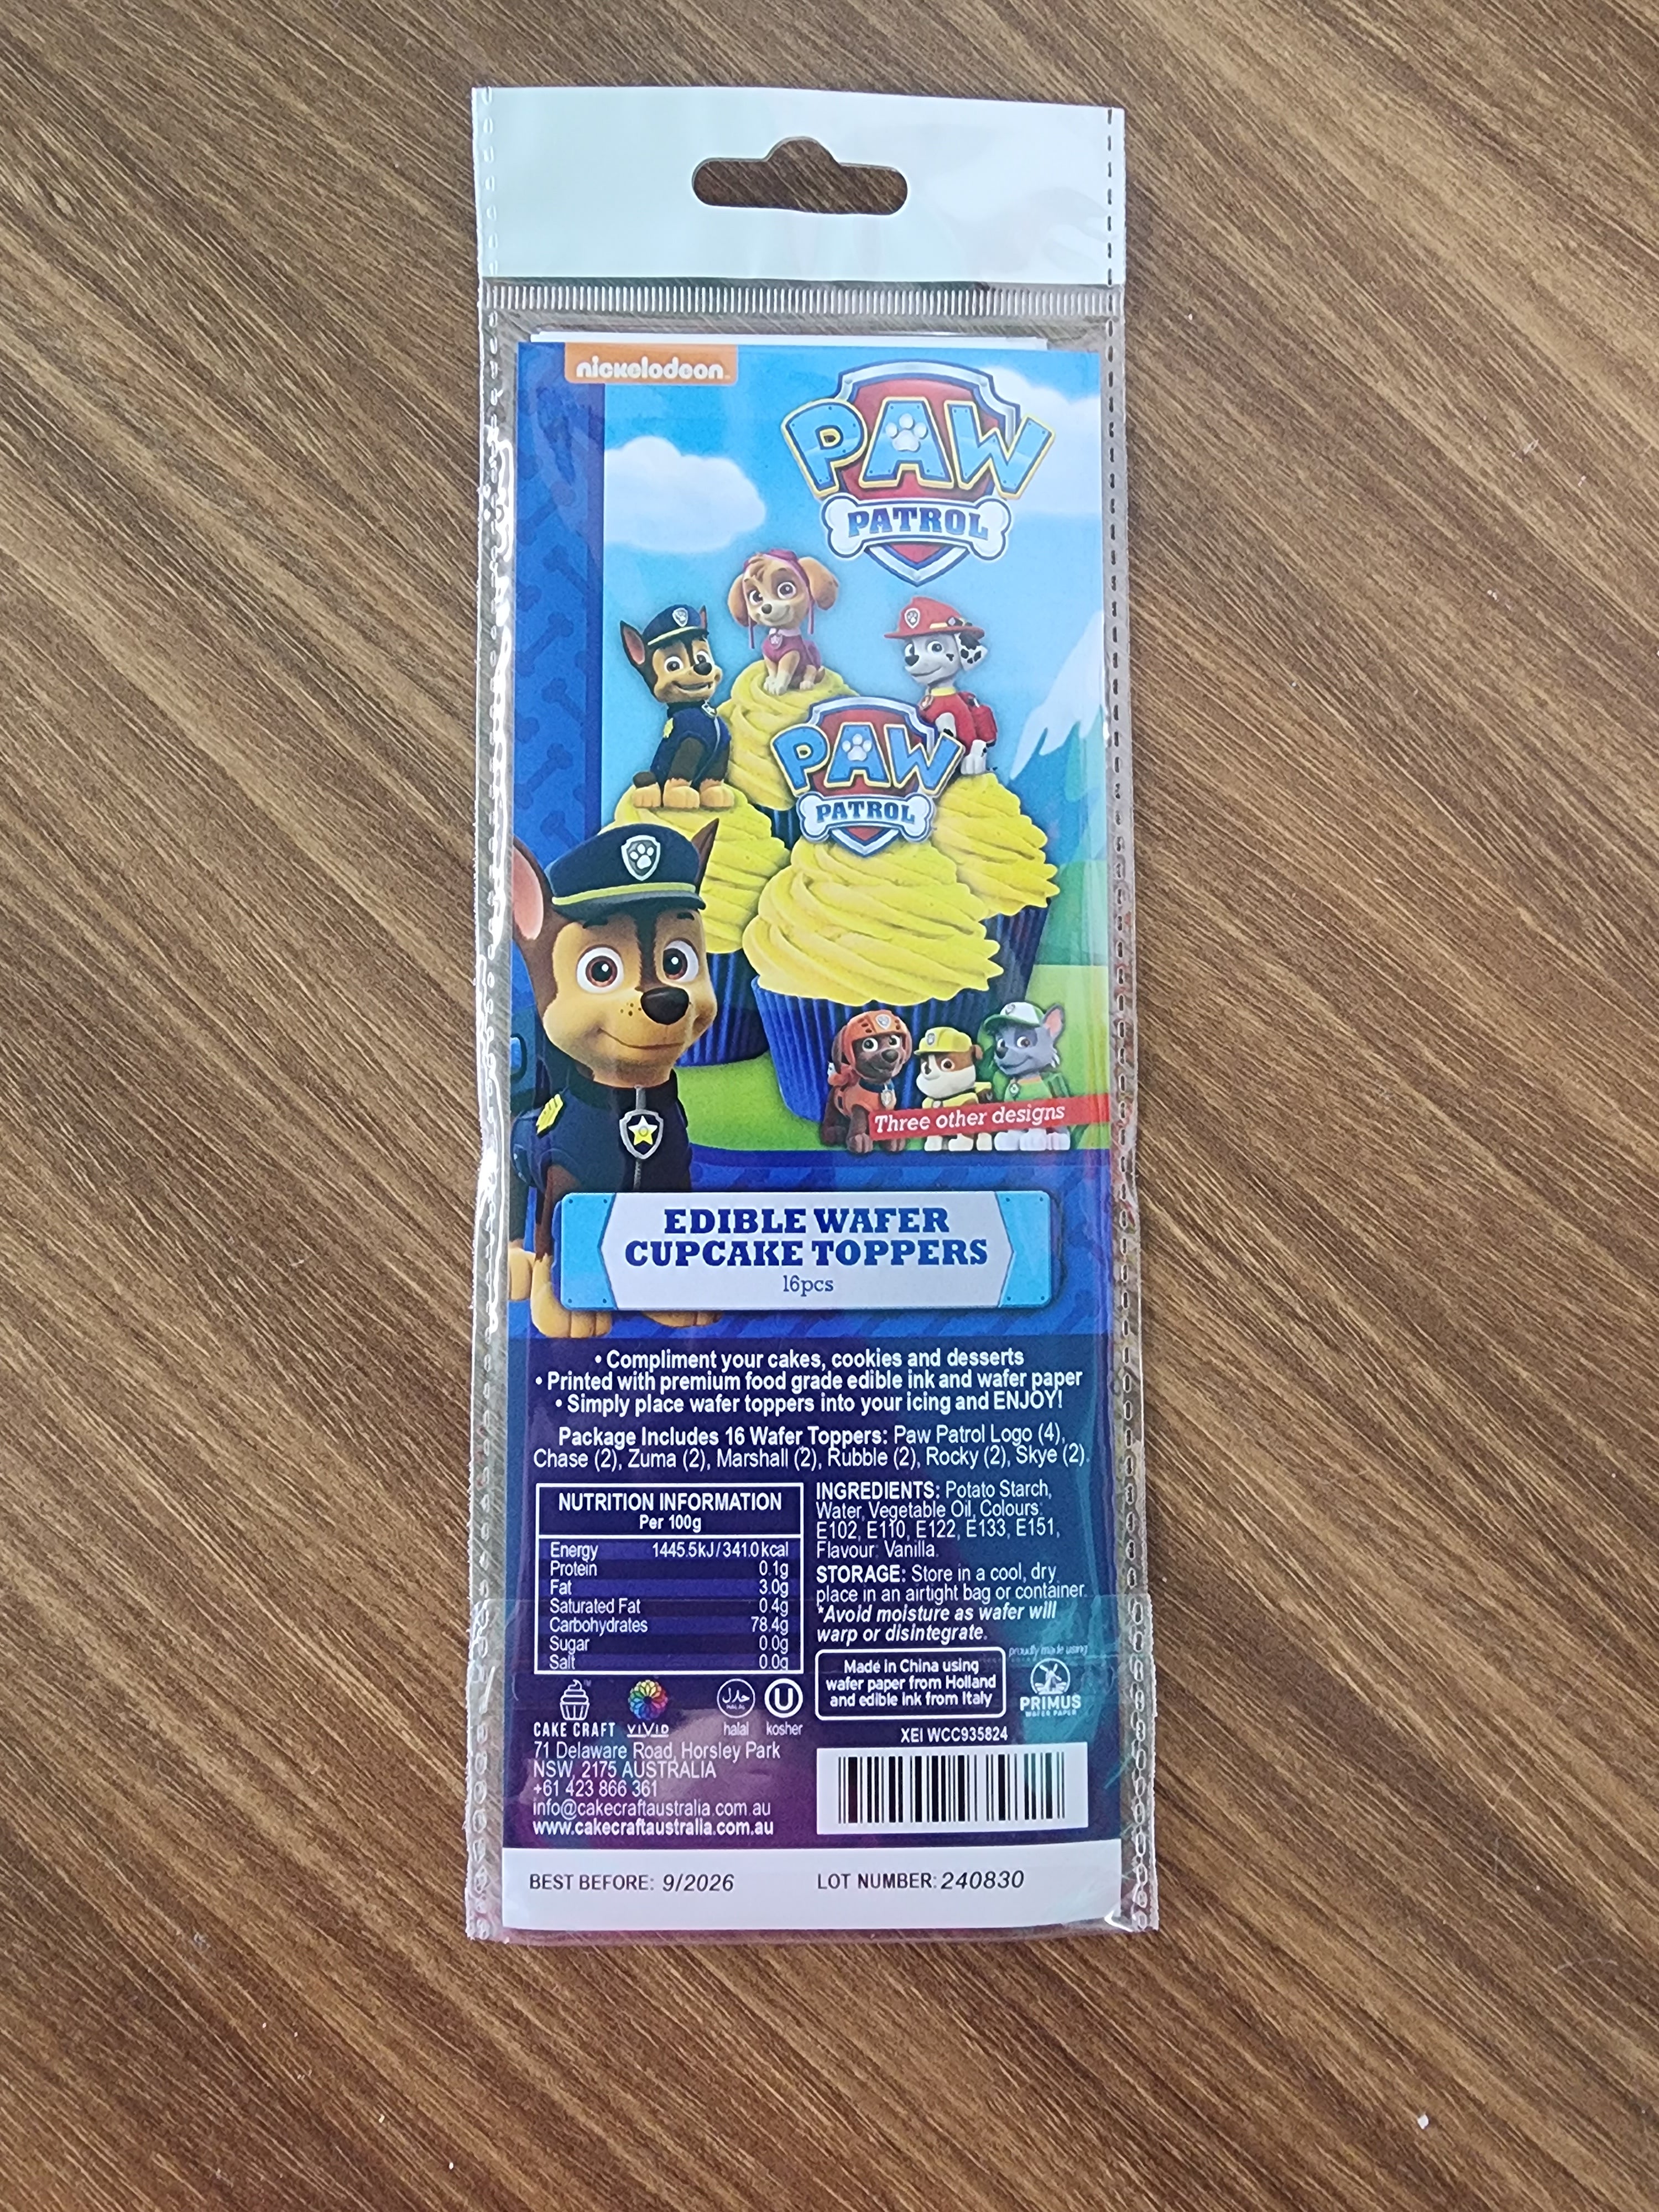 nickelodeon
PAW
PATROL
PAW
PATROL
Three other designs
EDIBLE WAFER
CUPCAKE TOPPERS
16pcs
• Compliment your cakes, cookies and desserts
• Printed with premium food grade edible ink and wafer paper
• Simply place wafer toppers into your icing and ENJOY!
Package Includes 16 Wafer Toppers: Paw Patrol Logo (4),
Chase (2), Zuma (2), Marshall (2), Rubble (2), Rocky (2), Skye (2).
NUTRITION INFORMATION
Per 100g
Energy 1445.5kJ/341.0kcal
Protein 0.1g
Fat 3.0g
Saturated Fat 0.4g
Carbohydrates 78.4g
Sugar 0.0g
Salt 0.0g
INGREDIENTS: Potato Starch,
Water, Vegetable Oil, Colours:
E102, E110, E122, E133, E151,
Flavour: Vanilla.
STORAGE: Store in a cool, dry
place in an airtight bag or container.
*Avoid moisture as wafer will
warp or disintegrate.
Made in China using
wafer paper from Holland
and edible ink from Italy
proudly made using
PRIMUS
WAFER PAPER
CAKE CRAFT
VIVID
حلال
HALAL
halal
U
kosher
71 Delaware Road, Horsley Park
NSW, 2175 AUSTRALIA
+61 423 866 361
info@cakecraftaustralia.com.au
www.cakecraftaustralia.com.au
XEI WCC935824
BEST BEFORE: 9/2026
LOT NUMBER: 240830